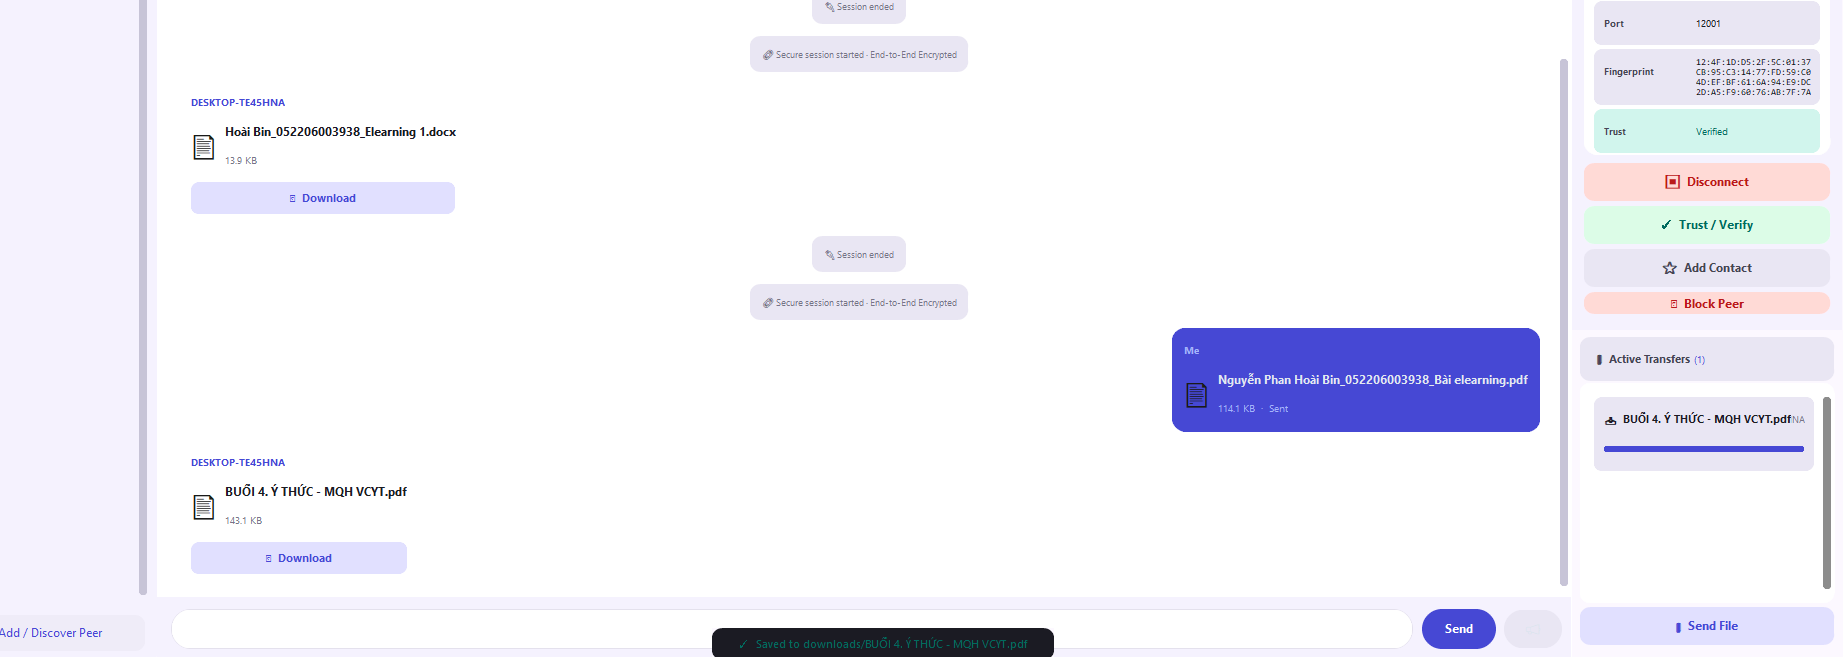 Session ended
Secure session started · End-to-End Encrypted
DESKTOP-TE45HNA
Hoài Bin_052206003938_Elearning 1.docx
13.9 KB
Download
Session ended
Secure session started · End-to-End Encrypted
Me
Nguyễn Phan Hoài Bin_052206003938_Bài elearning.pdf
114.1 KB · Sent
DESKTOP-TE45HNA
BUỔI 4. Ý THỨC - MQH VCYT.pdf
143.1 KB
Download
Add / Discover Peer
Send
✓ Saved to downloads/BUỔI 4. Ý THỨC - MQH VCYT.pdf
Port 12001
Fingerprint
12:4F:1D:D5:2F:5C:01:37
CB:95:C3:14:77:FD:59:C0
4D:EF:BF:61:6A:94:E9:DC
2D:A5:F9:60:76:AB:7F:7A
Trust Verified
Disconnect
✓ Trust / Verify
Add Contact
Block Peer
Active Transfers (1)
BUỔI 4. Ý THỨC - MQH VCYT.pdfNA
Send File